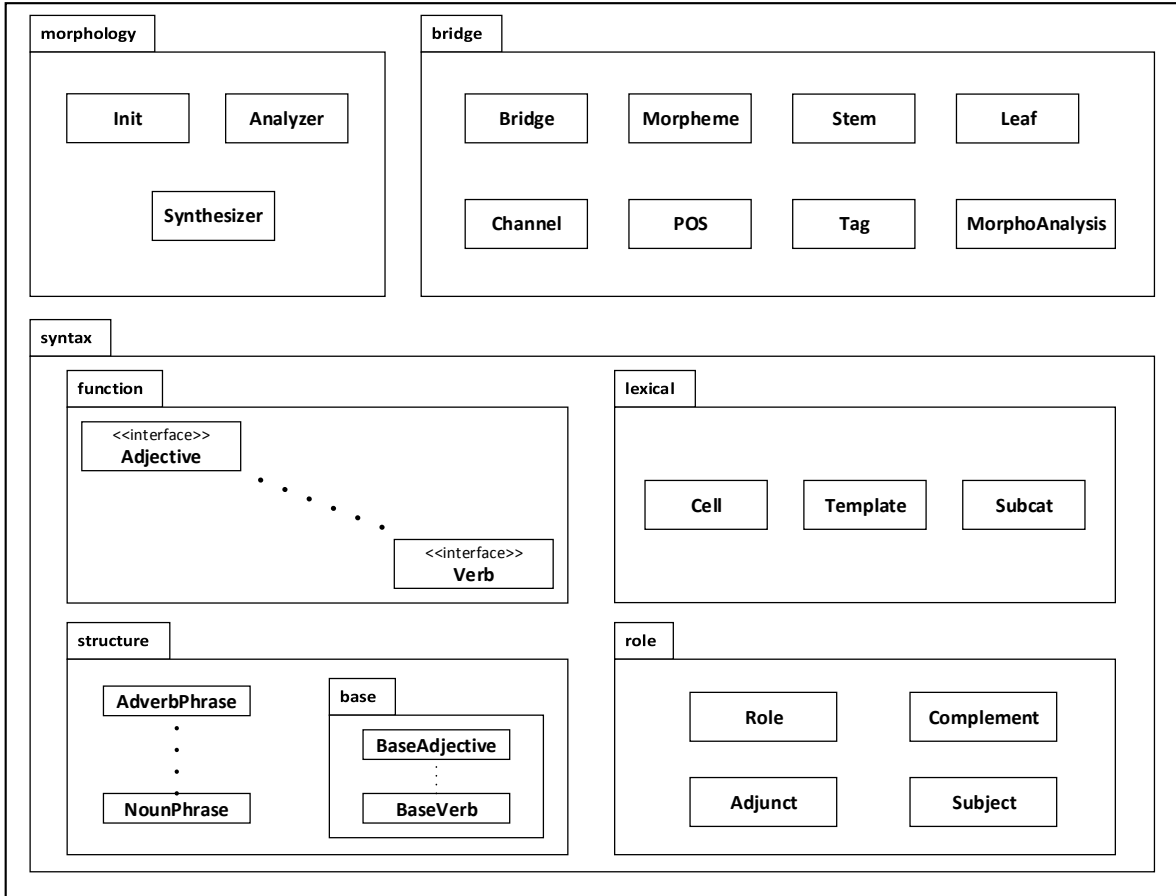 morphology
Init
Analyzer
Synthesizer
bridge
Bridge
Morpheme
Stem
Leaf
Channel
POS
Tag
MorphoAnalysis
syntax
function
<<interface>>
Adjective
<<interface>>
Verb
lexical
Cell
Template
Subcat
structure
AdverbPhrase
NounPhrase
base
BaseAdjective
BaseVerb
role
Role
Complement
Adjunct
Subject